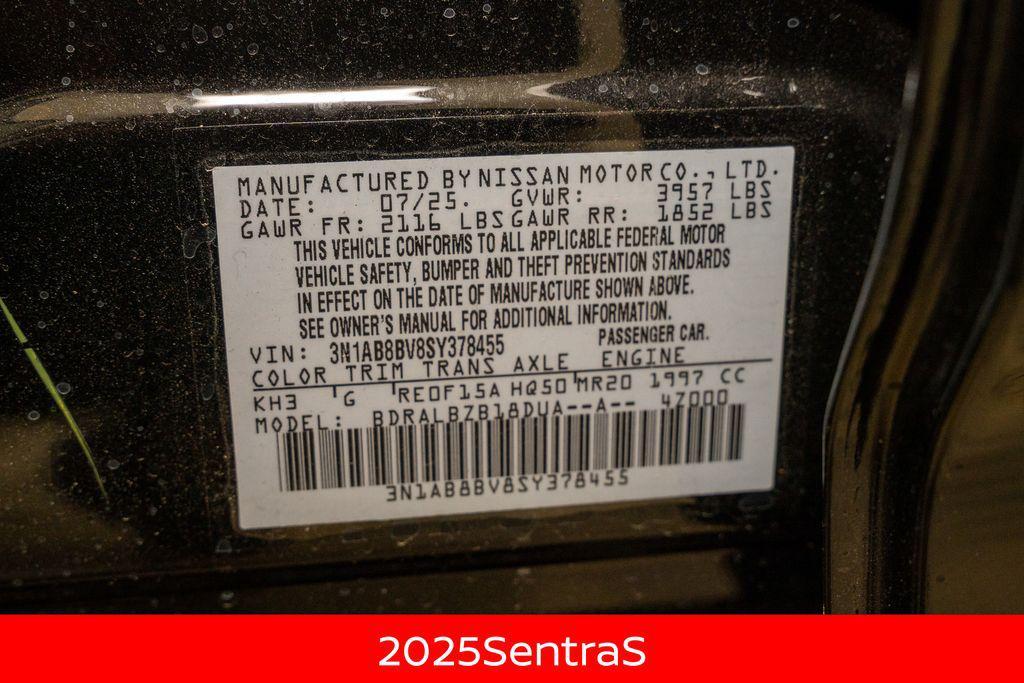 MANUFACTURED BY NISSAN MOTOR CO., LTD.
DATE: 07/25. GVWR: 3957 LBS
GAWR FR: 2116 LBS GAWR RR: 1852 LBS
THIS VEHICLE CONFORMS TO ALL APPLICABLE FEDERAL MOTOR
VEHICLE SAFETY, BUMPER AND THEFT PREVENTION STANDARDS
IN EFFECT ON THE DATE OF MANUFACTURE SHOWN ABOVE.
SEE OWNER'S MANUAL FOR ADDITIONAL INFORMATION.
VIN: 3N1AB8BV8SY378455 PASSENGER CAR.
COLOR TRIM TRANS AXLE ENGINE
KH3 G RE0F15A HQ50 MR20 1997 CC
MODEL: BDRALBZB18DUA--A-- 4Z000
3N1AB8BV8SY378455
2025SentraS